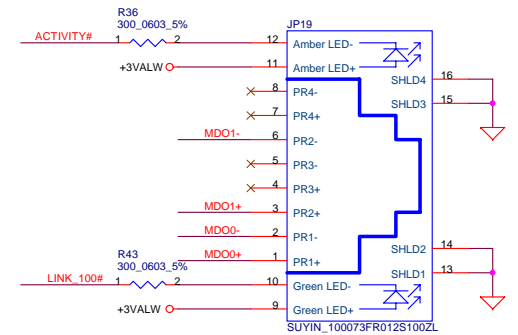 R36
300_0603_5%
JP19
ACTIVITY# 1 2 12 Amber LED-
+3VALW 11 Amber LED+
SHLD4 16
8 PR4-
SHLD3 15
7 PR4+
MDO1- 6 PR2-
5 PR3-
4 PR3+
MDO1+ 3 PR2+
MDO0- 2 PR1-
SHLD2 14
MDO0+ 1 PR1+
R43
300_0603_5%
SHLD1 13
LINK_100# 1 2 10 Green LED-
+3VALW 9 Green LED+
SUYIN_100073FR012S100ZL